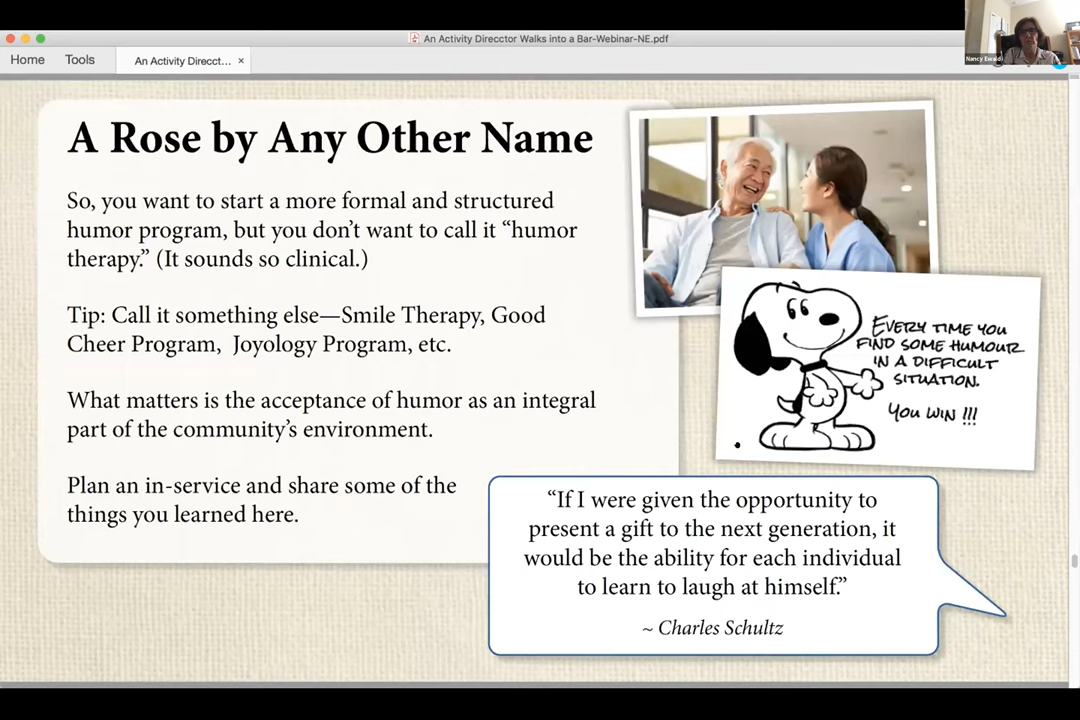 An Activity Direcctor Walks into a Bar-Webinar-NE.pdf
Home
Tools
An Activity Direcct... ×
A Rose by Any Other Name
So, you want to start a more formal and structured
humor program, but you don’t want to call it “humor
therapy.” (It sounds so clinical.)
Tip: Call it something else—Smile Therapy, Good
Cheer Program, Joyology Program, etc.
What matters is the acceptance of humor as an integral
part of the community’s environment.
Plan an in-service and share some of the
things you learned here.
EVERY TIME YOU
FIND SOME HUMOUR
IN A DIFFICULT
SITUATION.
YOU WIN !!!
“If I were given the opportunity to
present a gift to the next generation, it
would be the ability for each individual
to learn to laugh at himself.”
~ Charles Schultz
Nancy